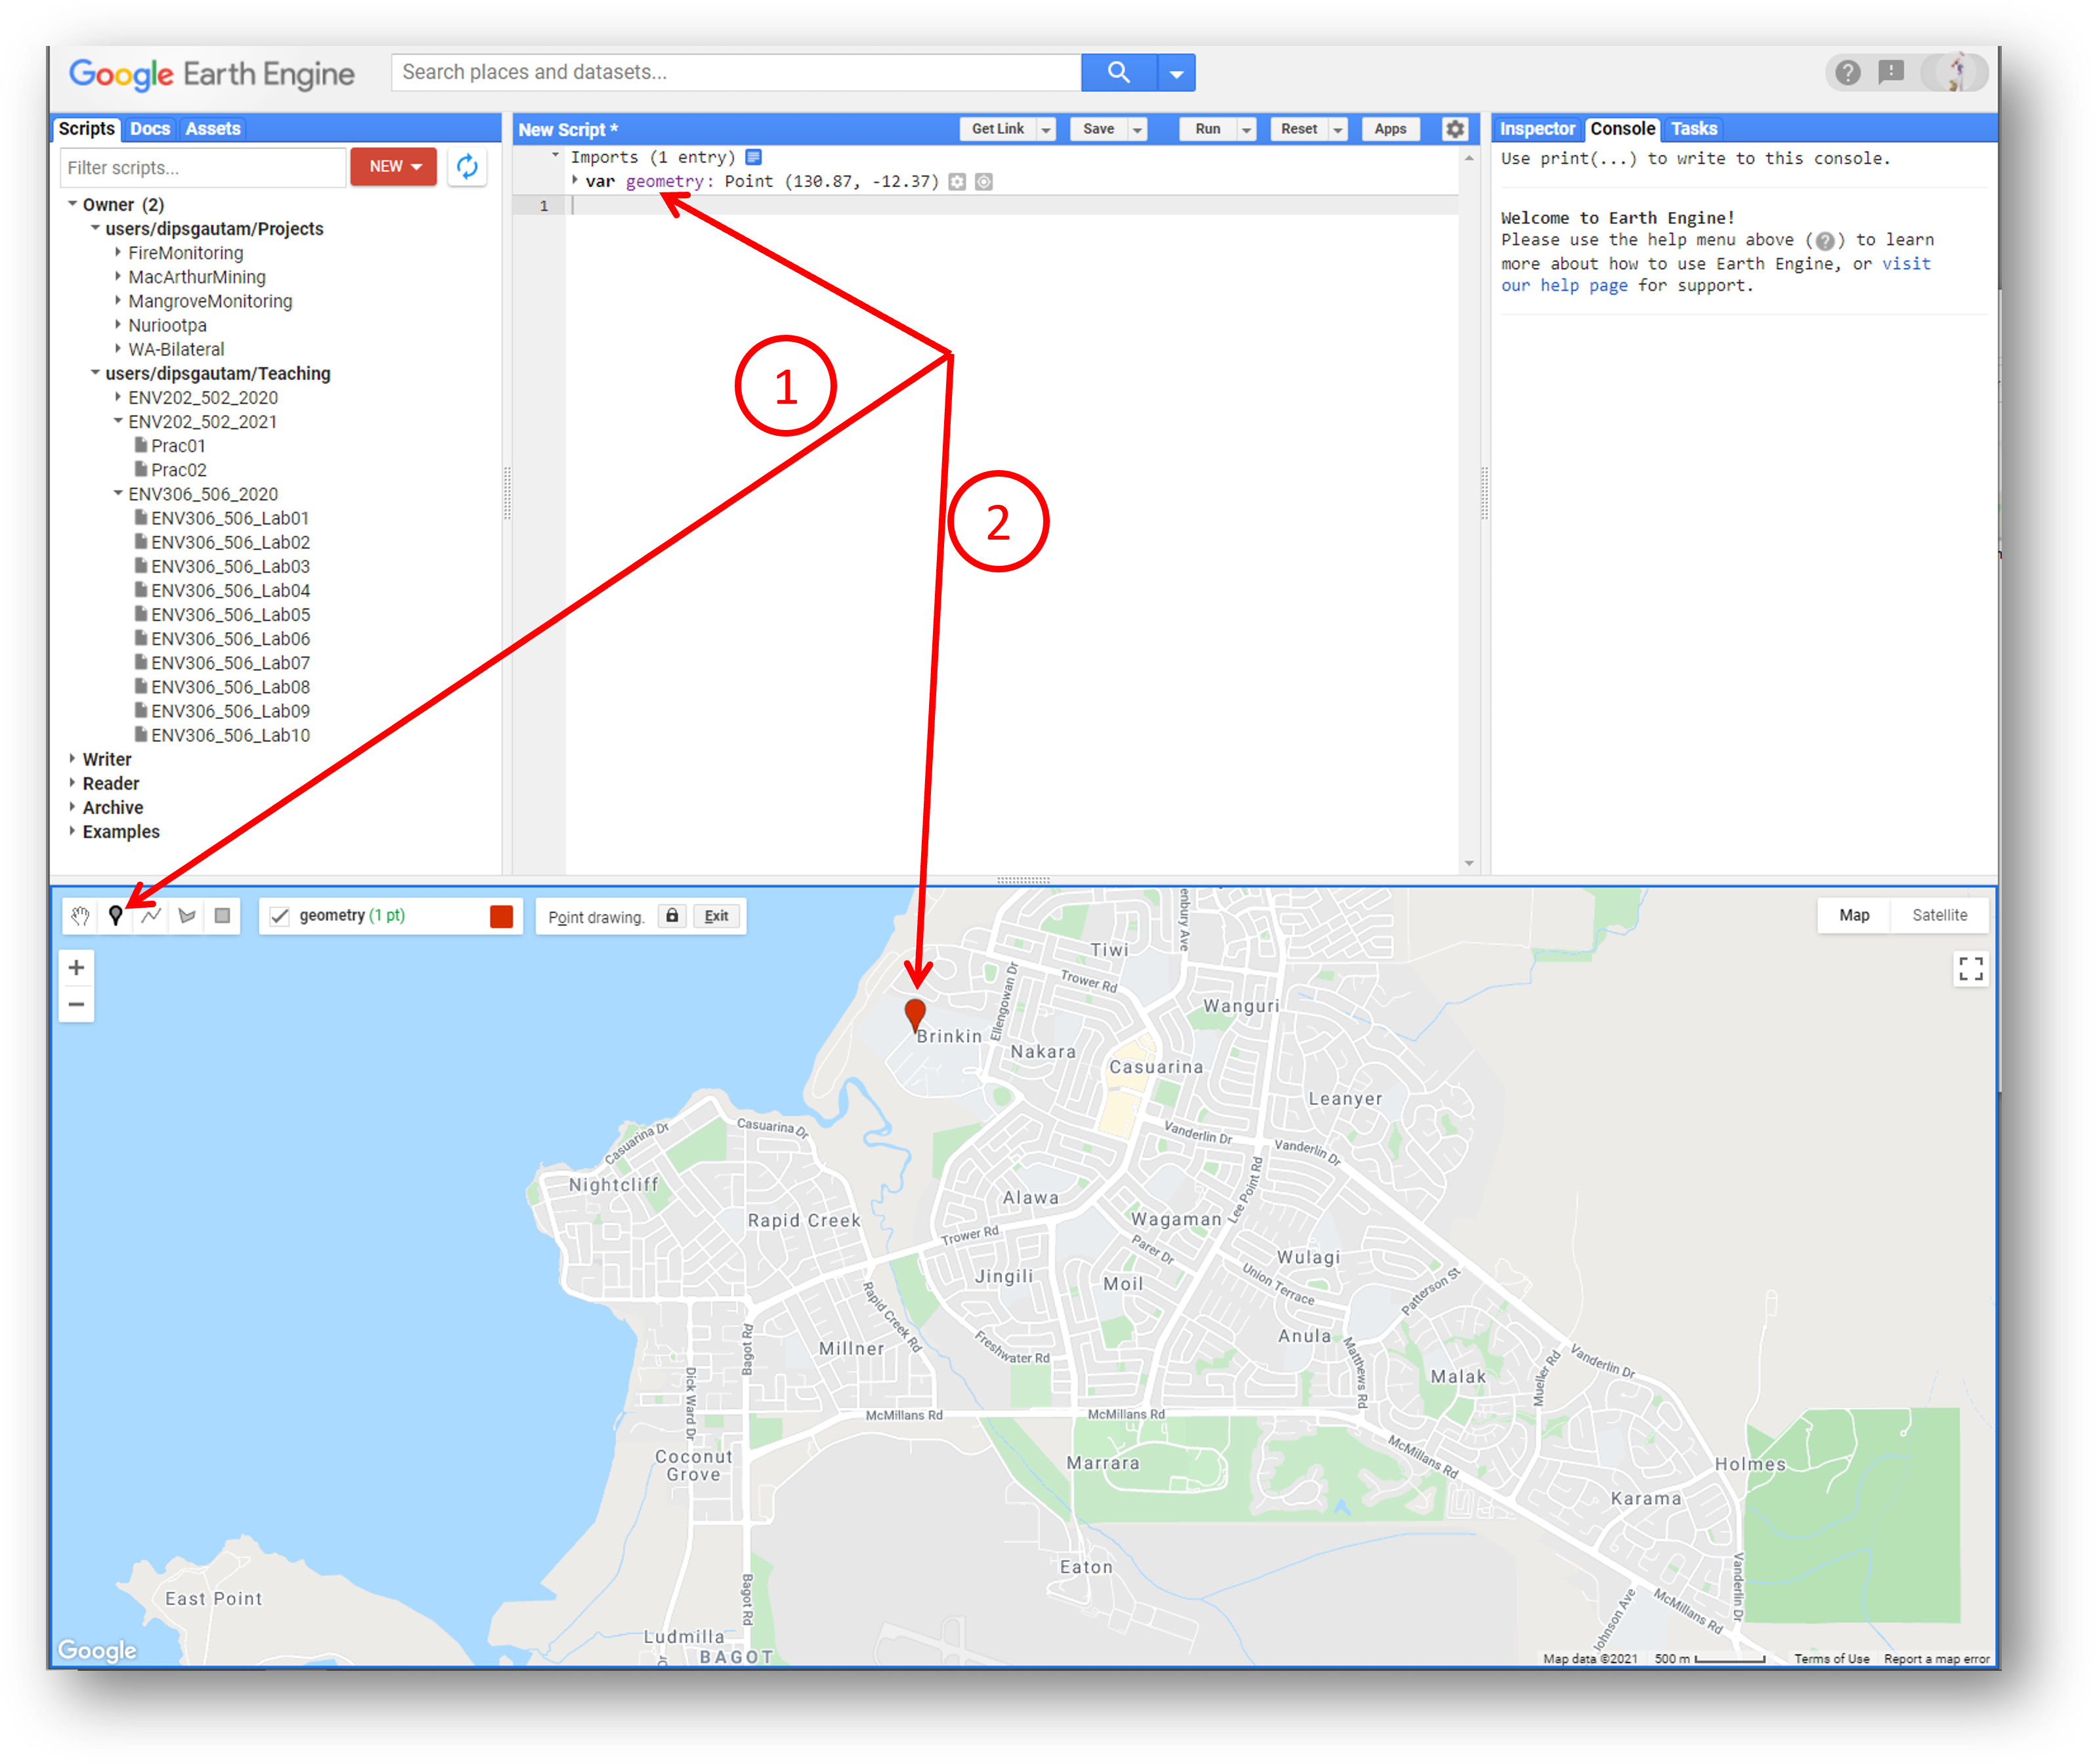 Google Earth Engine
Search places and datasets...
Scripts Docs Assets
Filter scripts...
NEW
Owner (2)
users/dipsgautam/Projects
FireMonitoring
MacArthurMining
MangroveMonitoring
Nuriootpa
WA-Bilateral
users/dipsgautam/Teaching
ENV202_502_2020
ENV202_502_2021
Prac01
Prac02
ENV306_506_2020
ENV306_506_Lab01
ENV306_506_Lab02
ENV306_506_Lab03
ENV306_506_Lab04
ENV306_506_Lab05
ENV306_506_Lab06
ENV306_506_Lab07
ENV306_506_Lab08
ENV306_506_Lab09
ENV306_506_Lab10
Writer
Reader
Archive
Examples
New Script *
Get Link Save Run Reset Apps
Imports (1 entry)
var geometry: Point (130.87, -12.37)
1
1
2
Inspector Console Tasks
Use print(...) to write to this console.
Welcome to Earth Engine!
Please use the help menu above (?) to learn
more about how to use Earth Engine, or visit
our help page for support.
geometry (1 pt)
Point drawing. Exit
Map Satellite
+
−
enbury Ave
Tiwi
Trower Rd
Ellengowan Dr
Wanguri
Brinkin
Nakara
Casuarina
Leanyer
Casuarina Dr
Casuarina Dr
Vanderlin Dr
Vanderlin Dr
Nightcliff
Alawa
Lee Point Rd
Rapid Creek
Wagaman
Trower Rd
Parer Dr
Wulagi
Jingili
Moil
Union Terrace
Patterson St
Rapid Creek Rd
Millner
Freshwater Rd
Anula
Matthews Rd
Bagot Rd
Malak
Mueller Rd
Vanderlin Dr
Dick Ward Dr
McMillans Rd
McMillans Rd
McMillans Rd
Coconut
Grove
Marrara
Holmes
Karama
Eaton
Vanderlin Dr
McMillans Rd
Johnson Ave
East Point
Bagot Rd
Ludmilla
Dr
BAGOT
Google
Map data ©2021 500 m Terms of Use Report a map error